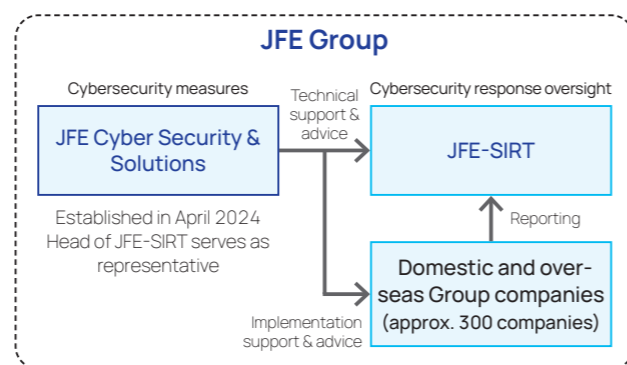 JFE Group
Cybersecurity measures
JFE Cyber Security &
Solutions
Established in April 2024
Head of JFE-SIRT serves as
representative
Technical
support &
advice
Cybersecurity response oversight
JFE-SIRT
Reporting
Domestic and over-
seas Group companies
(approx. 300 companies)
Implementation
support & advice